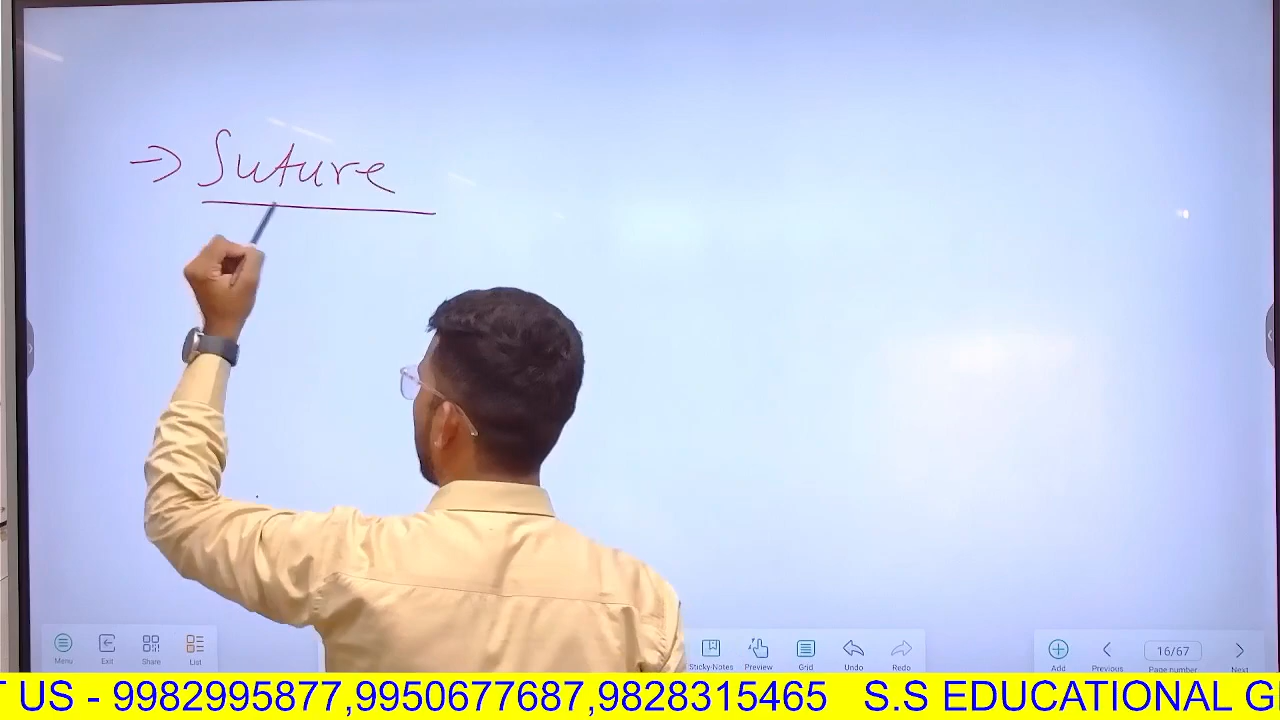 → Suture
Menu
Exit
Share
List
Sticky-Notes
Preview
Grid
Undo
Redo
Add
Previous
16/67
Page number
Next
US - 9982995877,9950677687,9828315465 S.S EDUCATIONAL